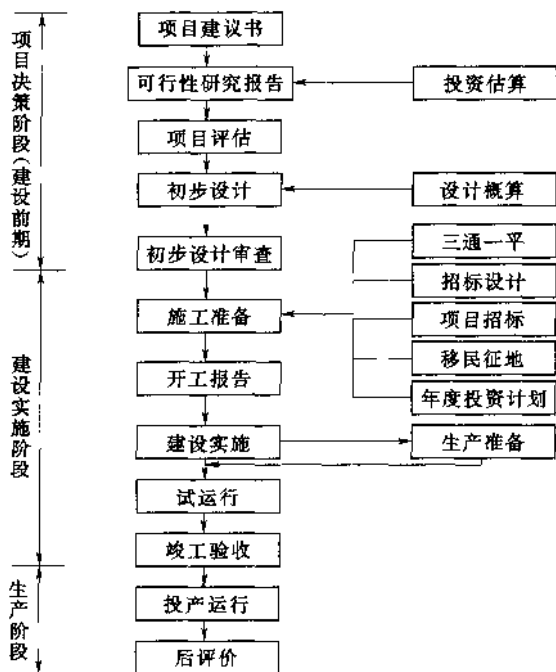 项目决策阶段(建设前期)
建设实施阶段
生产阶段
项目建议书
可行性研究报告
投资估算
项目评估
初步设计
设计概算
初步设计审查
三通一平
招标设计
施工准备
项目招标
移民征地
开工报告
年度投资计划
建设实施
生产准备
试运行
竣工验收
投产运行
后评价